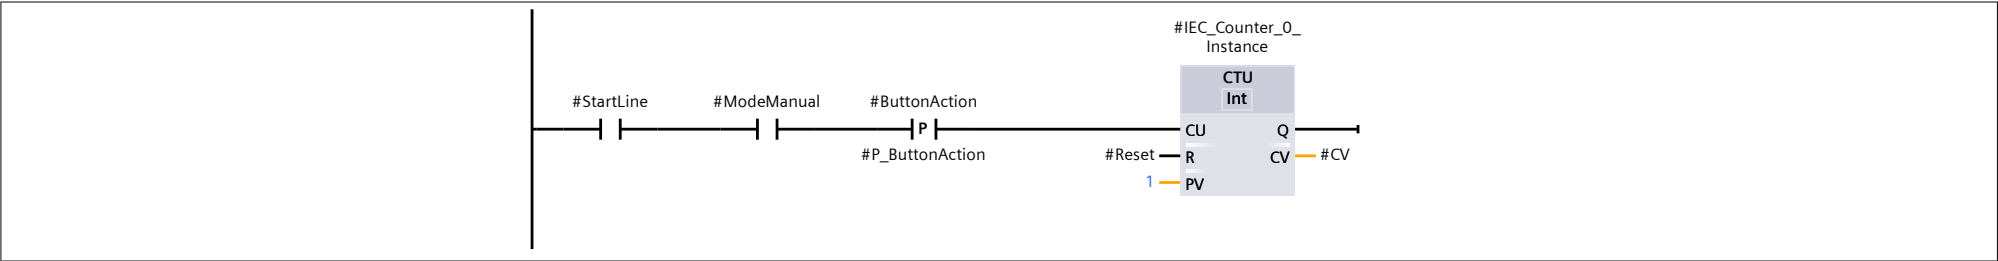 #IEC_Counter_0_
Instance
CTU
Int
#StartLine
#ModeManual
#ButtonAction
P
#P_ButtonAction
CU
Q
#Reset
R
CV
#CV
1
PV